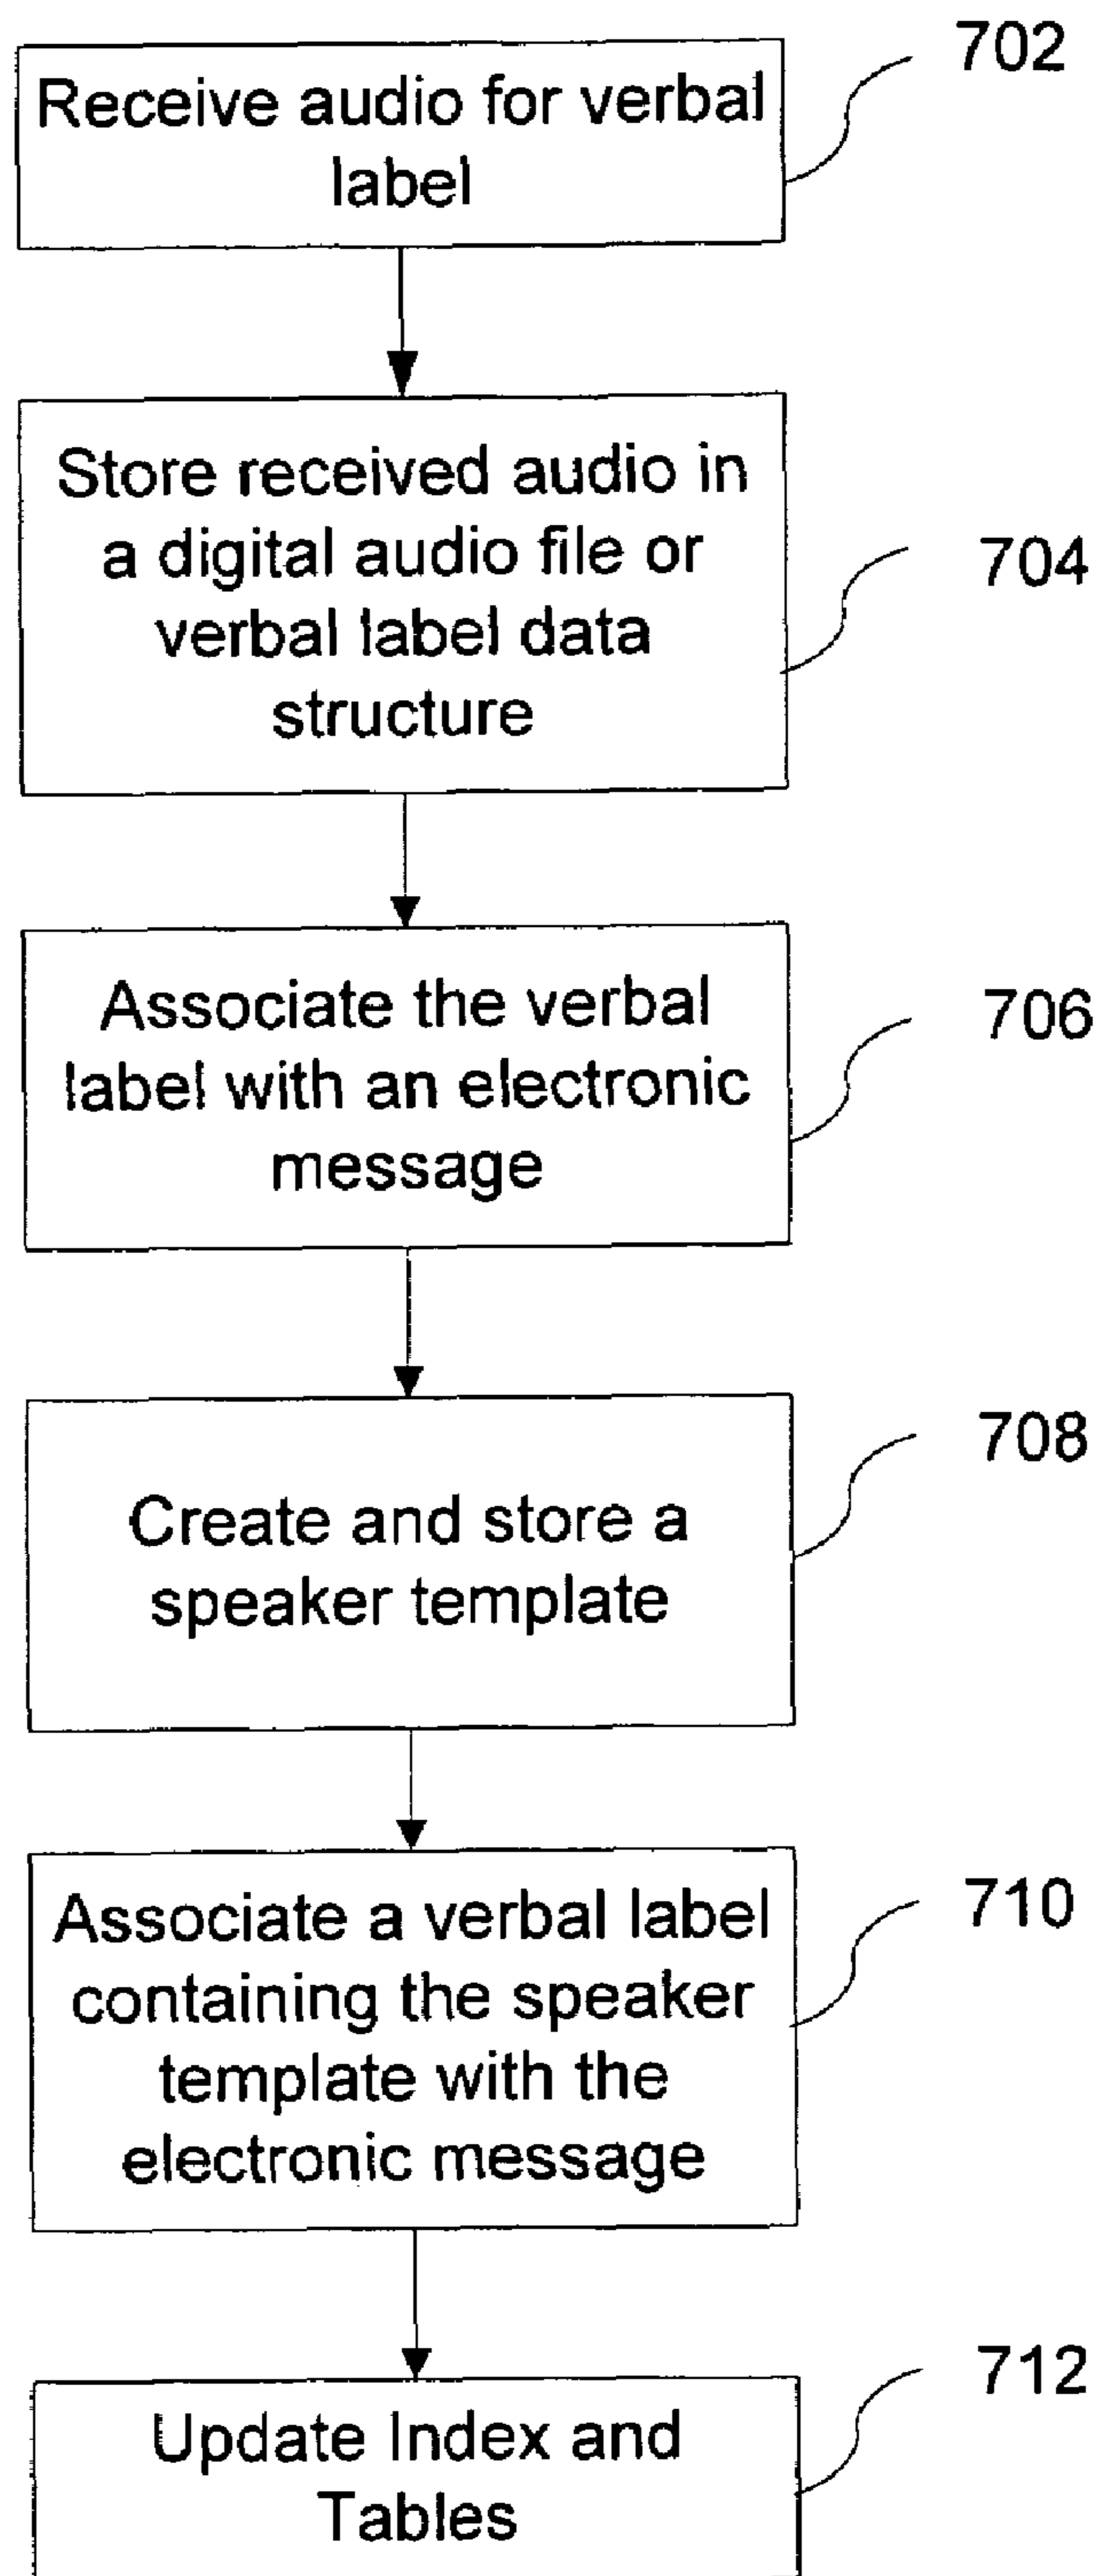 702
Receive audio for verbal
label
Store received audio in
a digital audio file or
verbal label data
structure
704
Associate the verbal
label with an electronic
message
706
Create and store a
speaker template
708
Associate a verbal label
containing the speaker
template with the
electronic message
710
Update Index and
Tables
712